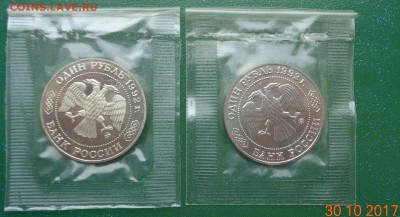 COINS.LAVE.RU
ОДИН РУБЛЬ 1992 г.
БАНК РОССИИ
ОДИН РУБЛЬ 1992 г.
БАНК РОССИИ
30 10 2017